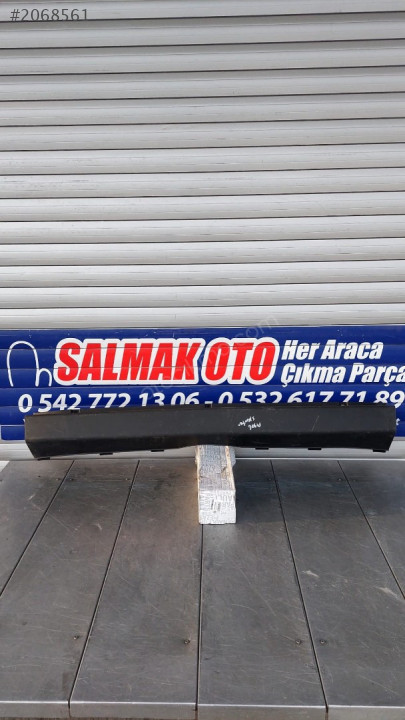 #2068561
SALMAK OTO
Her Araca
Çıkma Parça
0 542 772 13 06 - 0 532 617 71 89